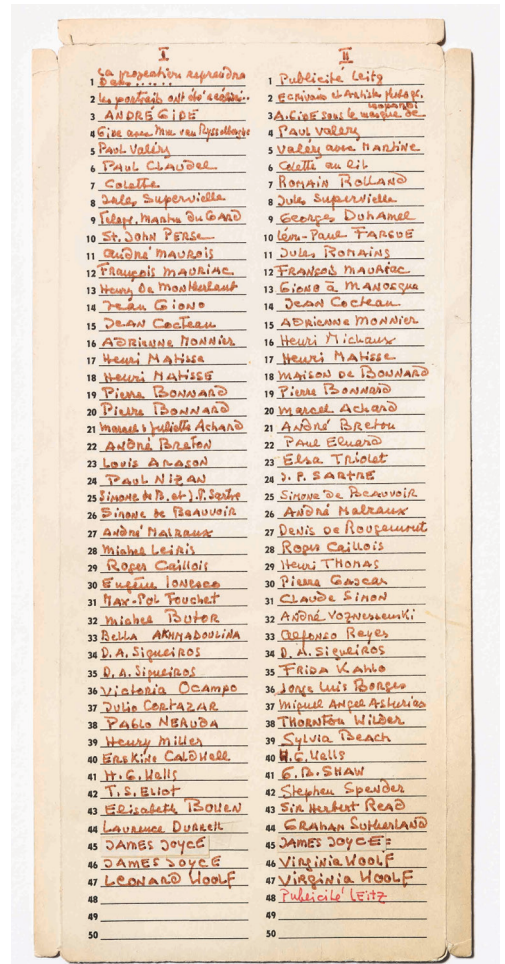 I
1 La projection reprendra
Dans......
2 les portraits ont été réalisés..
3 ANDRÉ GIDE
4 Gide avec Mme van Rysselberghe
5 Paul Valéry
6 PAUL CLAUDEL
7 Colette
8 Jules Supervielle
9 Martin du Gard
10 St. John PERSE
11 André MAUROIS
12 François MAURIAC
13 Henry De Montherlant
14 Jean Giono
15 Jean Cocteau
16 ADRIENNE MONNIER
17 Henri Matisse
18 Henri MATISSE
19 Pierre BONNARD
20 Pierre BONNARD
21 Marcel & Juliette Achard
22 André Breton
23 Louis ARAGON
24 PAUL NIZAN
25 Simone de B. et J.P. Sartre
26 Simone de BEAUVOIR
27 André Malraux
28 Michel Leiris
29 Roger Caillois
30 Eugène Ionesco
31 MAX-Pol Fouchet
32 Michel BUTOR
33 BELLA AKHMADOULINA
34 D. A. Siqueiros
35 D. A. Siqueiros
36 Victoria OCAMPO
37 JULIO CORTAZAR
38 PABLO NERUDA
39 Henry Miller
40 ERSKINE CALDWELL
41 H. G. Wells
42 T. S. ELIOT
43 Elisabeth BOWEN
44 Laurence DURRELL
45 JAMES JOYCE
46 JAMES JOYCE
47 LEONARD WOOLF
48
49
50
II
1 Publicité Leitz
2 Ecrivains et Artistes photogr.
3 A. GIDE sous le masque de Leopardi
4 Paul Valéry
5 Valéry avec MARTINE
6 Colette au lit
7 ROMAIN ROLLAND
8 Jules Supervielle
9 Georges Duhamel
10 Léon-Paul FARGUE
11 Jules ROMAINS
12 FRANÇOIS MAURIAC
13 Giono à MANOSQUE
14 JEAN COCTEAU
15 ADRIENNE MONNIER
16 Henri Michaux
17 Henri MATISSE
18 MAISON DE BONNARD
19 Pierre BONNARD
20 Marcel Achard
21 André Breton
22 Paul Eluard
23 Elsa Triolet
24 J. P. SARTRE
25 Simone de Beauvoir
26 André Malraux
27 Denis de Rougemont
28 Roger Caillois
29 Henri THOMAS
30 Pierre Gascar
31 CLAUDE SIMON
32 André Voznessenski
33 Alfonso Reyes
34 D. A. SIQUEIROS
35 FRIDA KAHLO
36 Jorge Luis Borges
37 Miguel Angel Asturias
38 THORNTON WILDER
39 Sylvia Beach
40 H. G. Wells
41 G. B. SHAW
42 Stephen Spender
43 Sir Herbert READ
44 GRAHAM SUTHERLAND
45 JAMES JOYCE
46 Virginia Woolf
47 VIRGINIA WOOLF
48 Publicité LEITZ
49
50